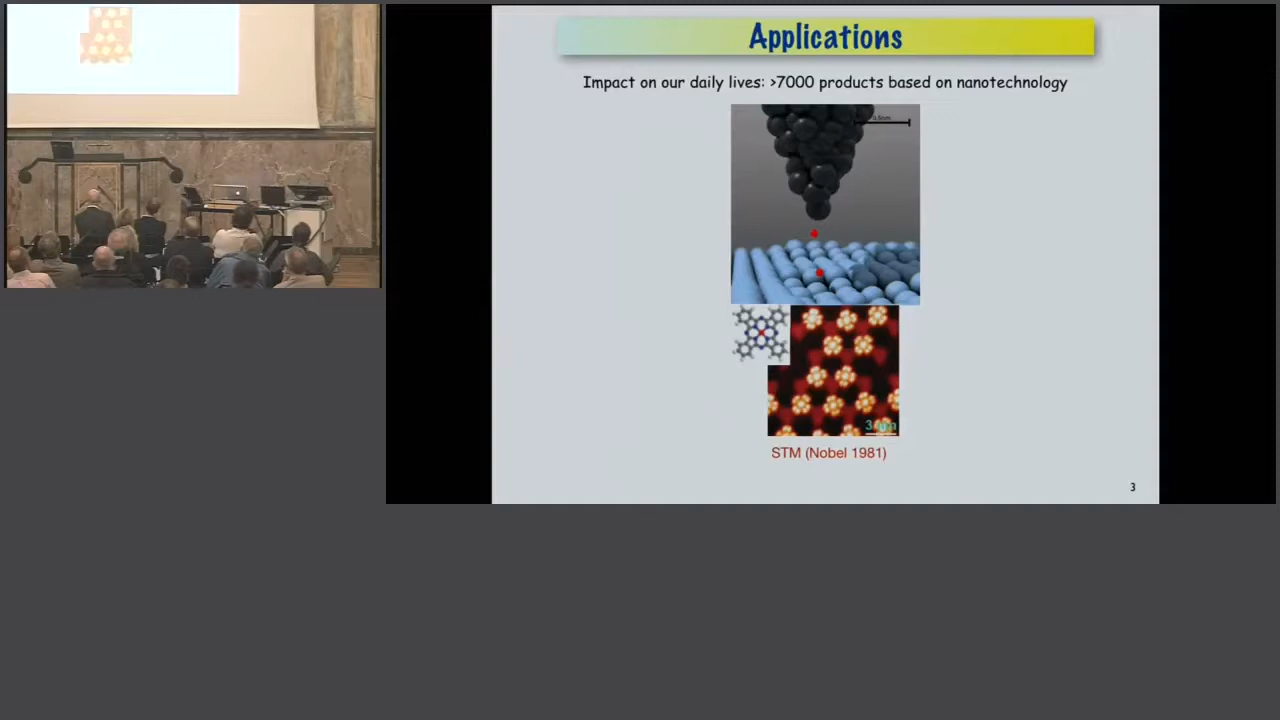 Applications
Impact on our daily lives: >7000 products based on nanotechnology
STM (Nobel 1981)
3